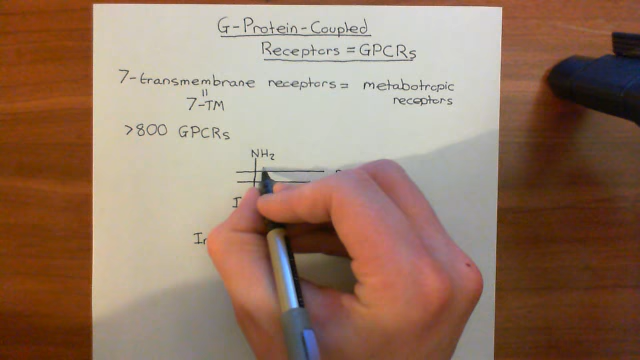 G-Protein-Coupled
Receptors = GPCRs
7-transmembrane receptors = metabotropic
receptors
7-TM
>800 GPCRs
NH2